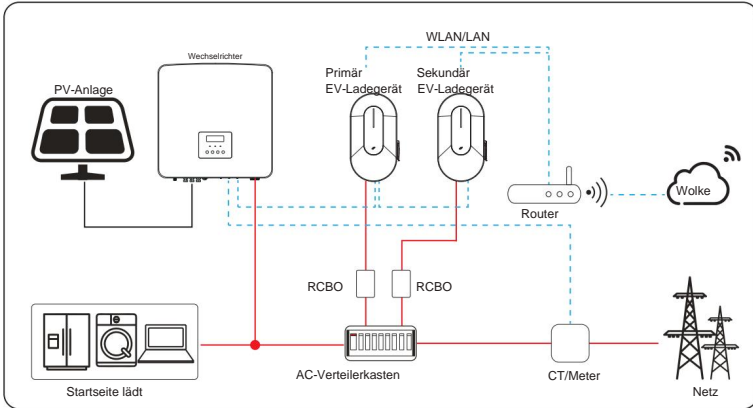 WLAN/LAN
Wechselrichter
PV-Anlage
Primär
EV-Ladegerät
Sekundär
EV-Ladegerät
Wolke
Router
RCBO
RCBO
AC-Verteilerkasten
CT/Meter
Startseite lädt
Netz